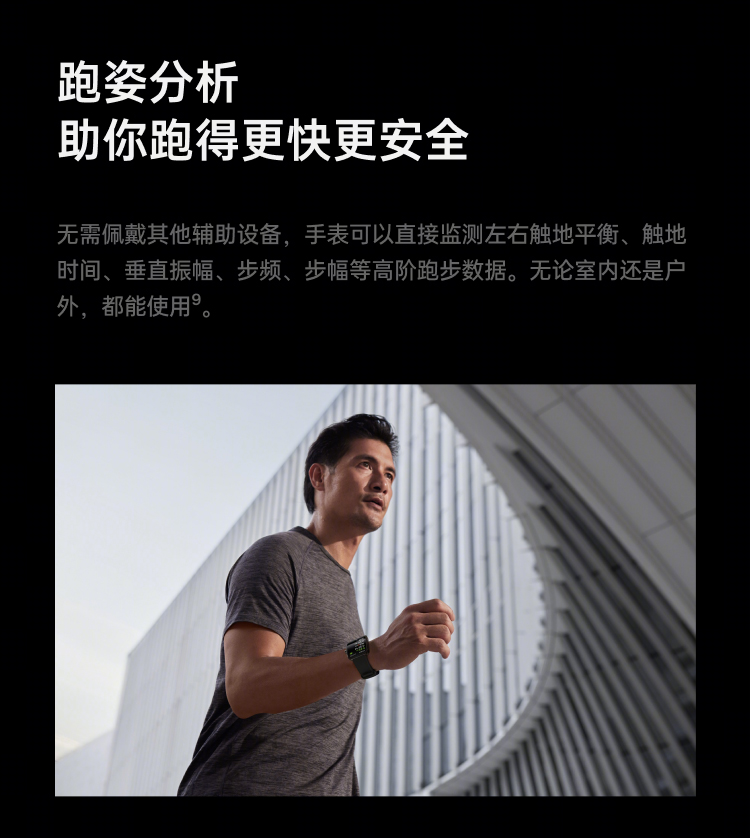 跑姿分析
助你跑得更快更安全
无需佩戴其他辅助设备，手表可以直接监测左右触地平衡、触地
时间、垂直振幅、步频、步幅等高阶跑步数据。无论室内还是户
外，都能使用9。